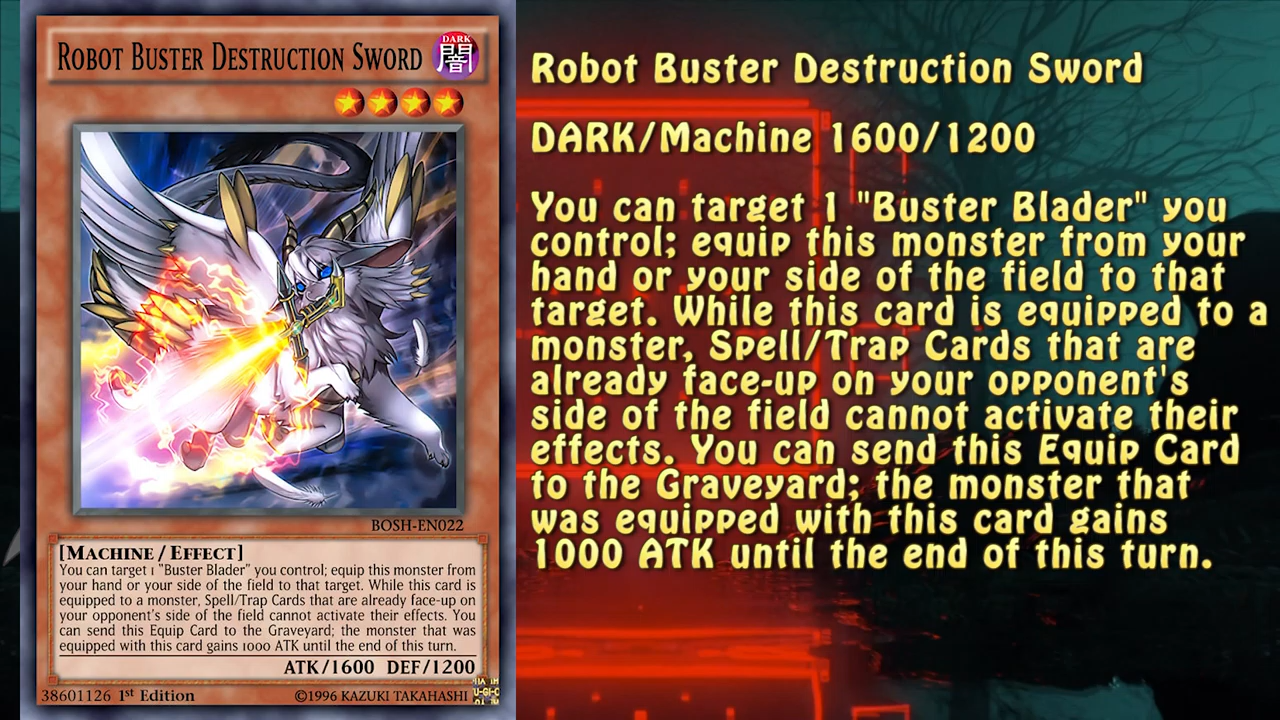 ROBOT BUSTER DESTRUCTION SWORD
DARK
闇
BOSH-EN022
[MACHINE / EFFECT]
You can target 1 "Buster Blader" you control; equip this monster from
your hand or your side of the field to that target. While this card is
equipped to a monster, Spell/Trap Cards that are already face-up on
your opponent's side of the field cannot activate their effects. You
can send this Equip Card to the Graveyard; the monster that was
equipped with this card gains 1000 ATK until the end of this turn.
ATK/1600 DEF/1200
38601126 1st Edition
©1996 KAZUKI TAKAHASHI
Robot Buster Destruction Sword
DARK/Machine 1600/1200
You can target 1 "Buster Blader" you
control; equip this monster from your
hand or your side of the field to that
target. While this card is equipped to a
monster, Spell/Trap Cards that are
already face-up on your opponent's
side of the field cannot activate their
effects. You can send this Equip Card
to the Graveyard; the monster that
was equipped with this card gains
1000 ATK until the end of this turn.